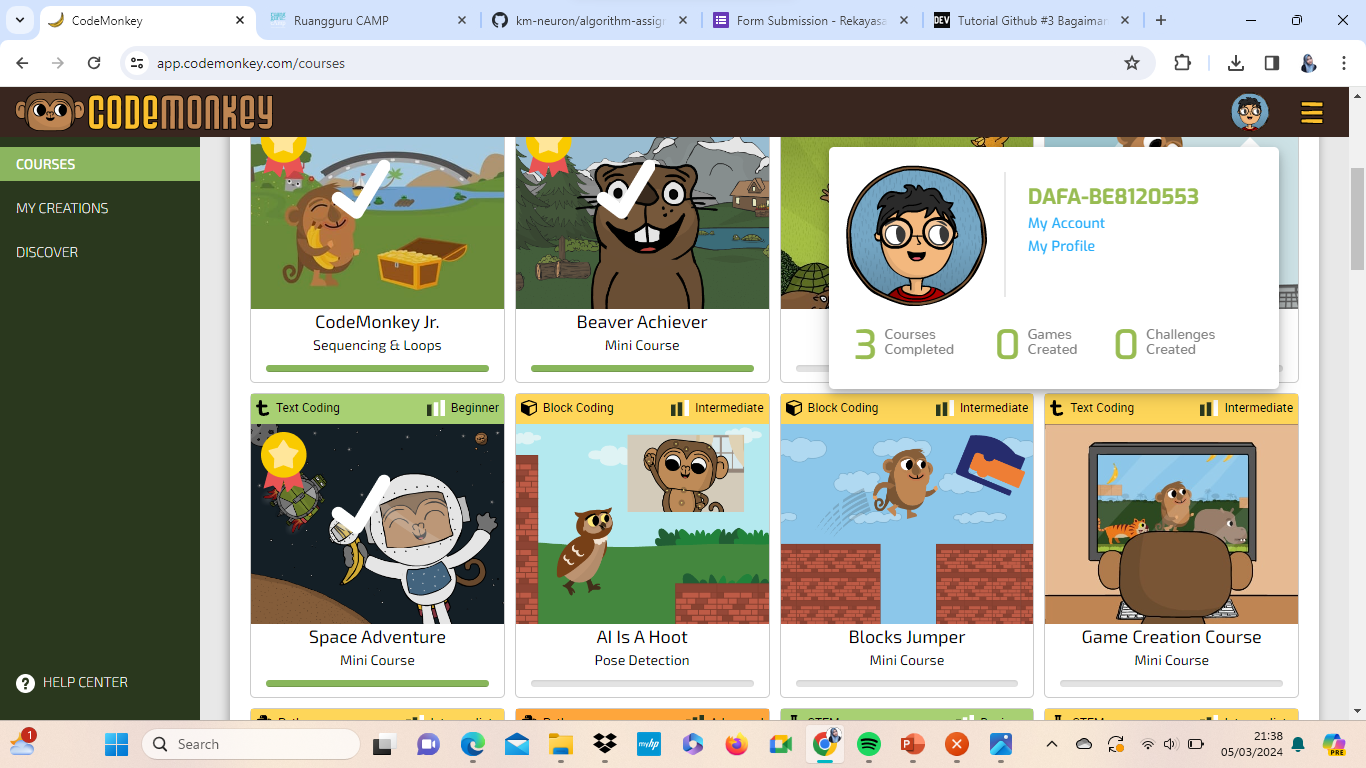 CodeMonkey
Ruangguru CAMP
km-neuron/algorithm-assig
Form Submission - Rekayasa
DEV
Tutorial Github #3 Bagaimar
app.codemonkey.com/courses
CODEMONKEY
COURSES
MY CREATIONS
DISCOVER
HELP CENTER
DAFA-BE8120553
My Account
My Profile
3 Courses Completed
0 Games Created
0 Challenges Created
CodeMonkey Jr.
Sequencing & Loops
Beaver Achiever
Mini Course
Text Coding
Beginner
Space Adventure
Mini Course
Block Coding
Intermediate
AI Is A Hoot
Pose Detection
Block Coding
Intermediate
Blocks Jumper
Mini Course
Text Coding
Intermediate
Game Creation Course
Mini Course
1
Search
myhp
21:38
05/03/2024
PRE